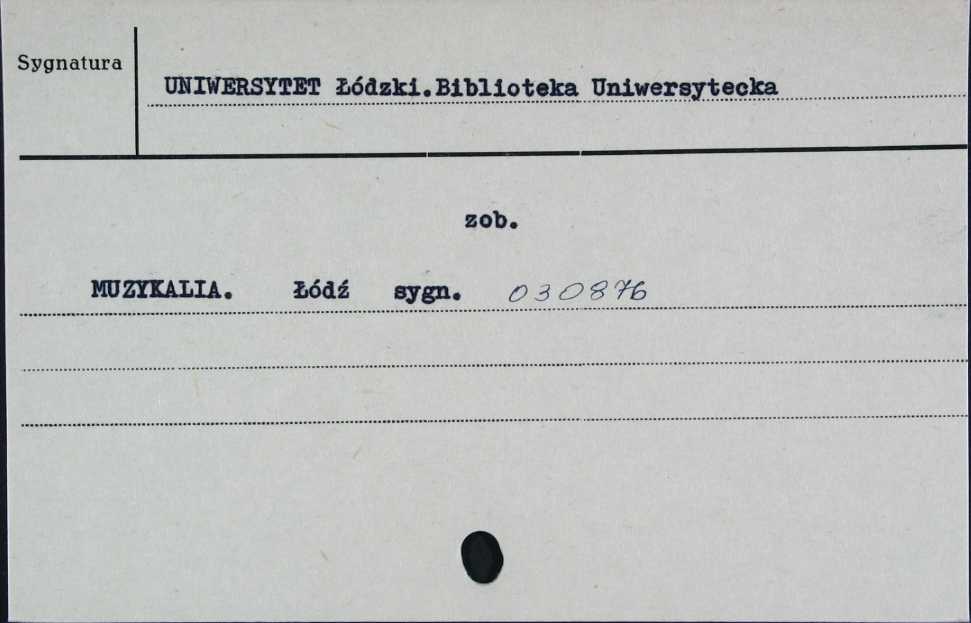 Sygnatura
UNIWERSYTET Łódzki.Biblioteka Uniwersytecka
zob.
MUZYKALIA. Łódź sygn. 030876